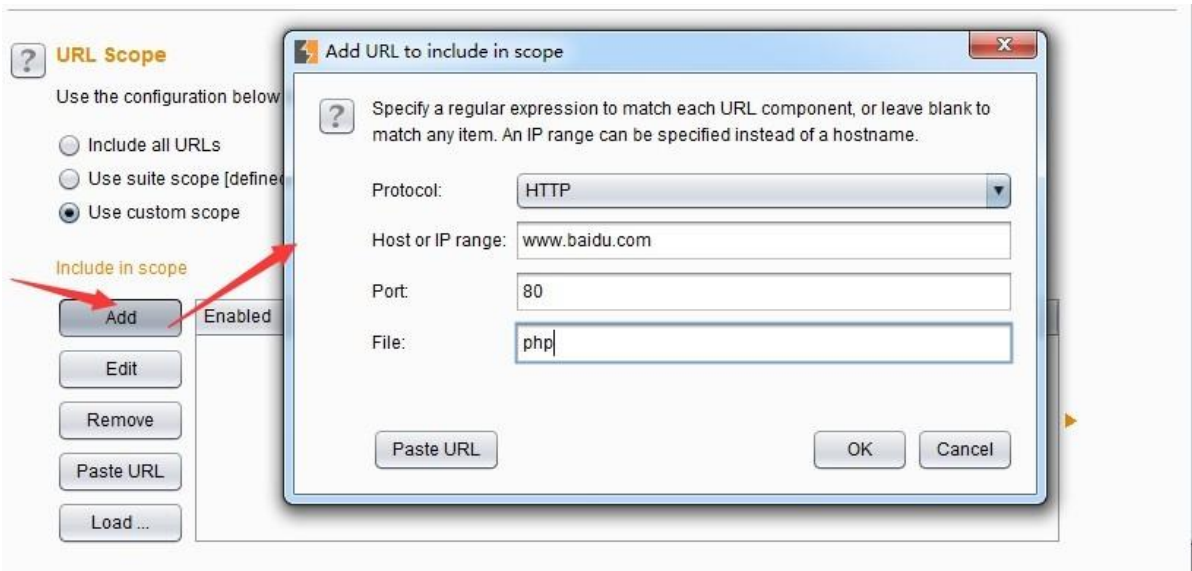 URL Scope
Use the configuration below
Include all URLs
Use suite scope [defined
Use custom scope
Include in scope
Add
Enabled
Edit
Remove
Paste URL
Load ...
Add URL to include in scope
Specify a regular expression to match each URL component, or leave blank to
match any item. An IP range can be specified instead of a hostname.
Protocol: HTTP
Host or IP range: www.baidu.com
Port: 80
File: php
Paste URL OK Cancel